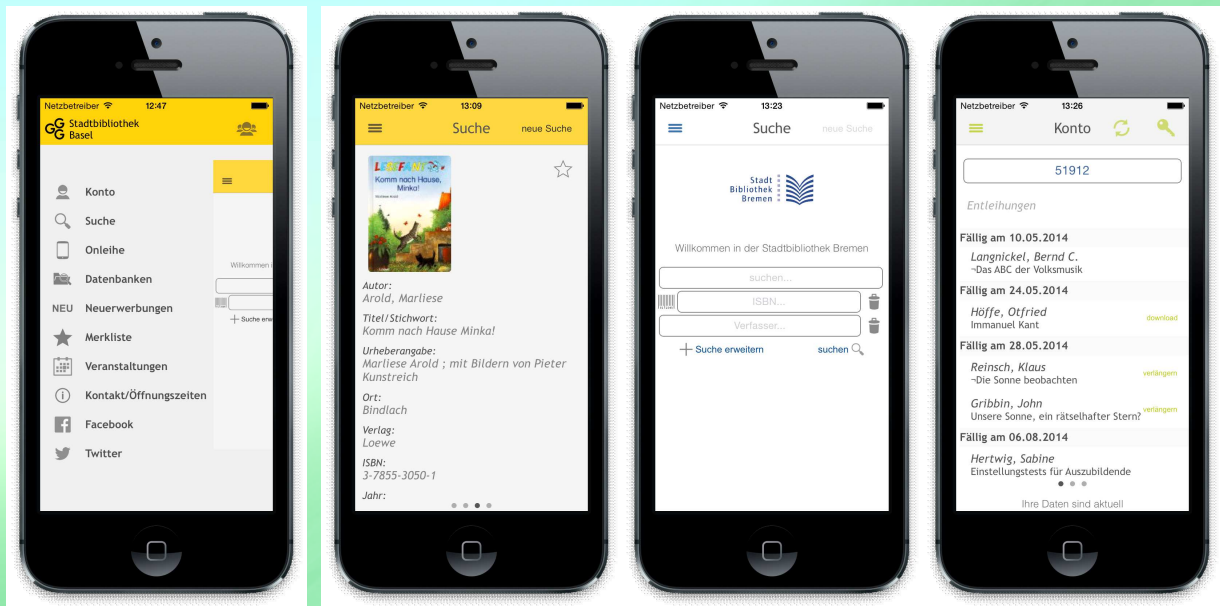 Netzbetreiber 12:47
GGG Stadtbibliothek
Basel
Konto
Suche
Onleihe
Datenbanken
NEU Neuerwerbungen
Merkliste
Veranstaltungen
Kontakt/Öffnungszeiten
Facebook
Twitter
Willkommen i
Suche erw
Netzbetreiber 13:09
Suche neue Suche
LESEFANT
Komm nach Hause,
Minka!
Marliese Arold
Autor:
Arold, Marliese
Titel/Stichwort:
Komm nach Hause Minka!
Urheberangabe:
Marliese Arold ; mit Bildern von Pieter
Kunstreich
Ort:
Bindlach
Verlag:
Loewe
ISBN:
3-7855-3050-1
Jahr:
Netzbetreiber 13:23
Suche neue Suche
Stadt
Bibliothek
Bremen
Willkommen in der Stadtbibliothek Bremen
suchen...
ISBN...
Verfasser...
Suche erweitern suchen
Netzbetreiber 13:26
Konto
51912
Entleihungen
Fällig am 10.05.2014
Langnickel, Bernd C.
¬Das ABC der Volksmusik
Fällig am 24.05.2014
Höffe, Otfried
Immanuel Kant download
Fällig am 28.05.2014
Reinsch, Klaus
¬Die Sonne beobachten verlängern
Gribbin, John
Unsere Sonne, ein rätselhafter Stern? verlängern
Fällig am 06.08.2014
Hertwig, Sabine
Einstellungstests für Auszubildende
Ihre Daten sind aktuell